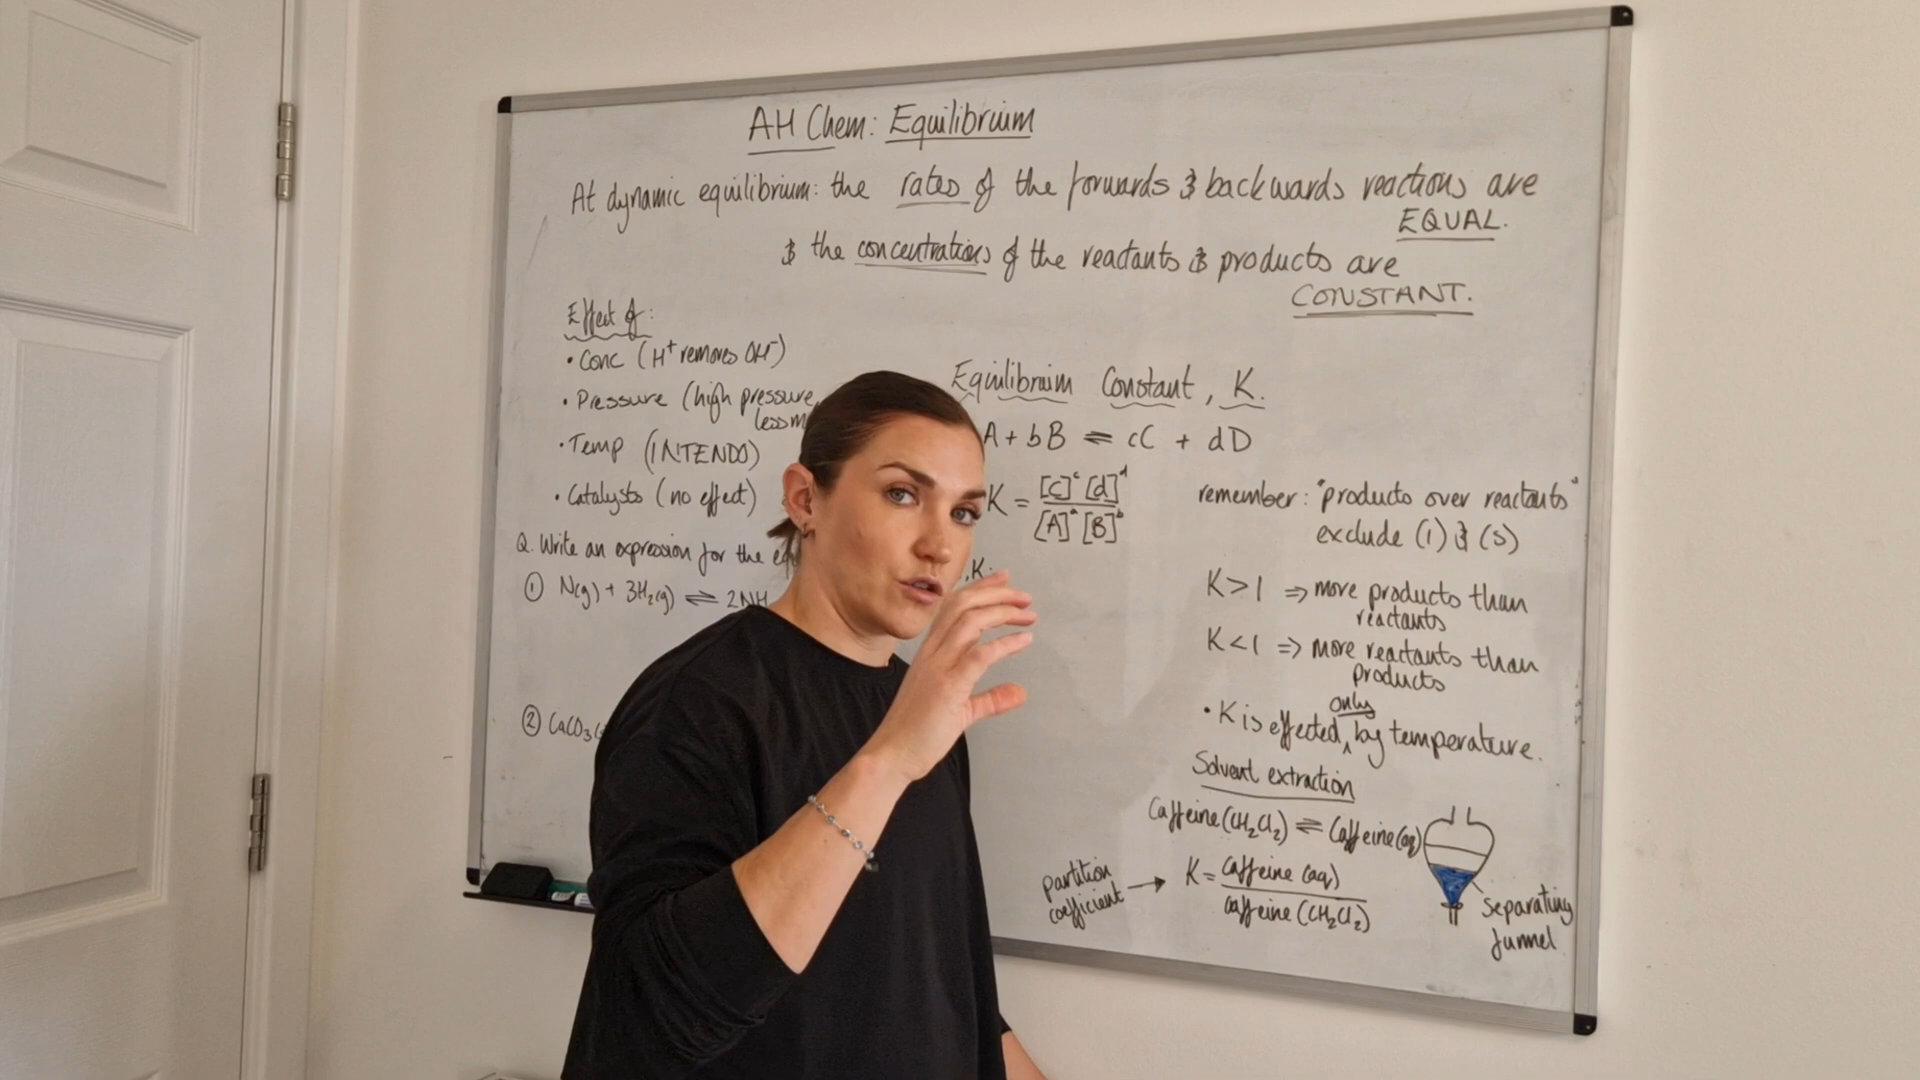 AH Chem: Equilibrium
At dynamic equilibrium: the rates of the forwards & backwards reactions are
EQUAL.
& the concentrations of the reactants & products are
CONSTANT.
Effect of:
• Conc (H⁺ removes OH⁻)
• Pressure (high pressure,
less
• Temp (INTENDO)
• Catalysts (no effect)
Q. Write an expression for the
① N(g) + 3H₂(g) ⇌ 2NH
② CaCO₃(
Equilibrium Constant, K.
A + bB ⇌ cC + dD
K = [C]ᶜ [d]ᵈ
[A]ᵃ [B]ᵇ
, K:
remember: "products over reactants"
exclude (l) & (s)
K > 1 ⇒ more products than
reactants
K < 1 ⇒ more reactants than
products
only
• K is effected ^ by temperature.
Solvent extraction
Caffeine (CH₂Cl₂) ⇌ Caffeine (aq)
partition
coefficient → K = caffeine (aq)
caffeine (CH₂Cl₂)
separating
funnel